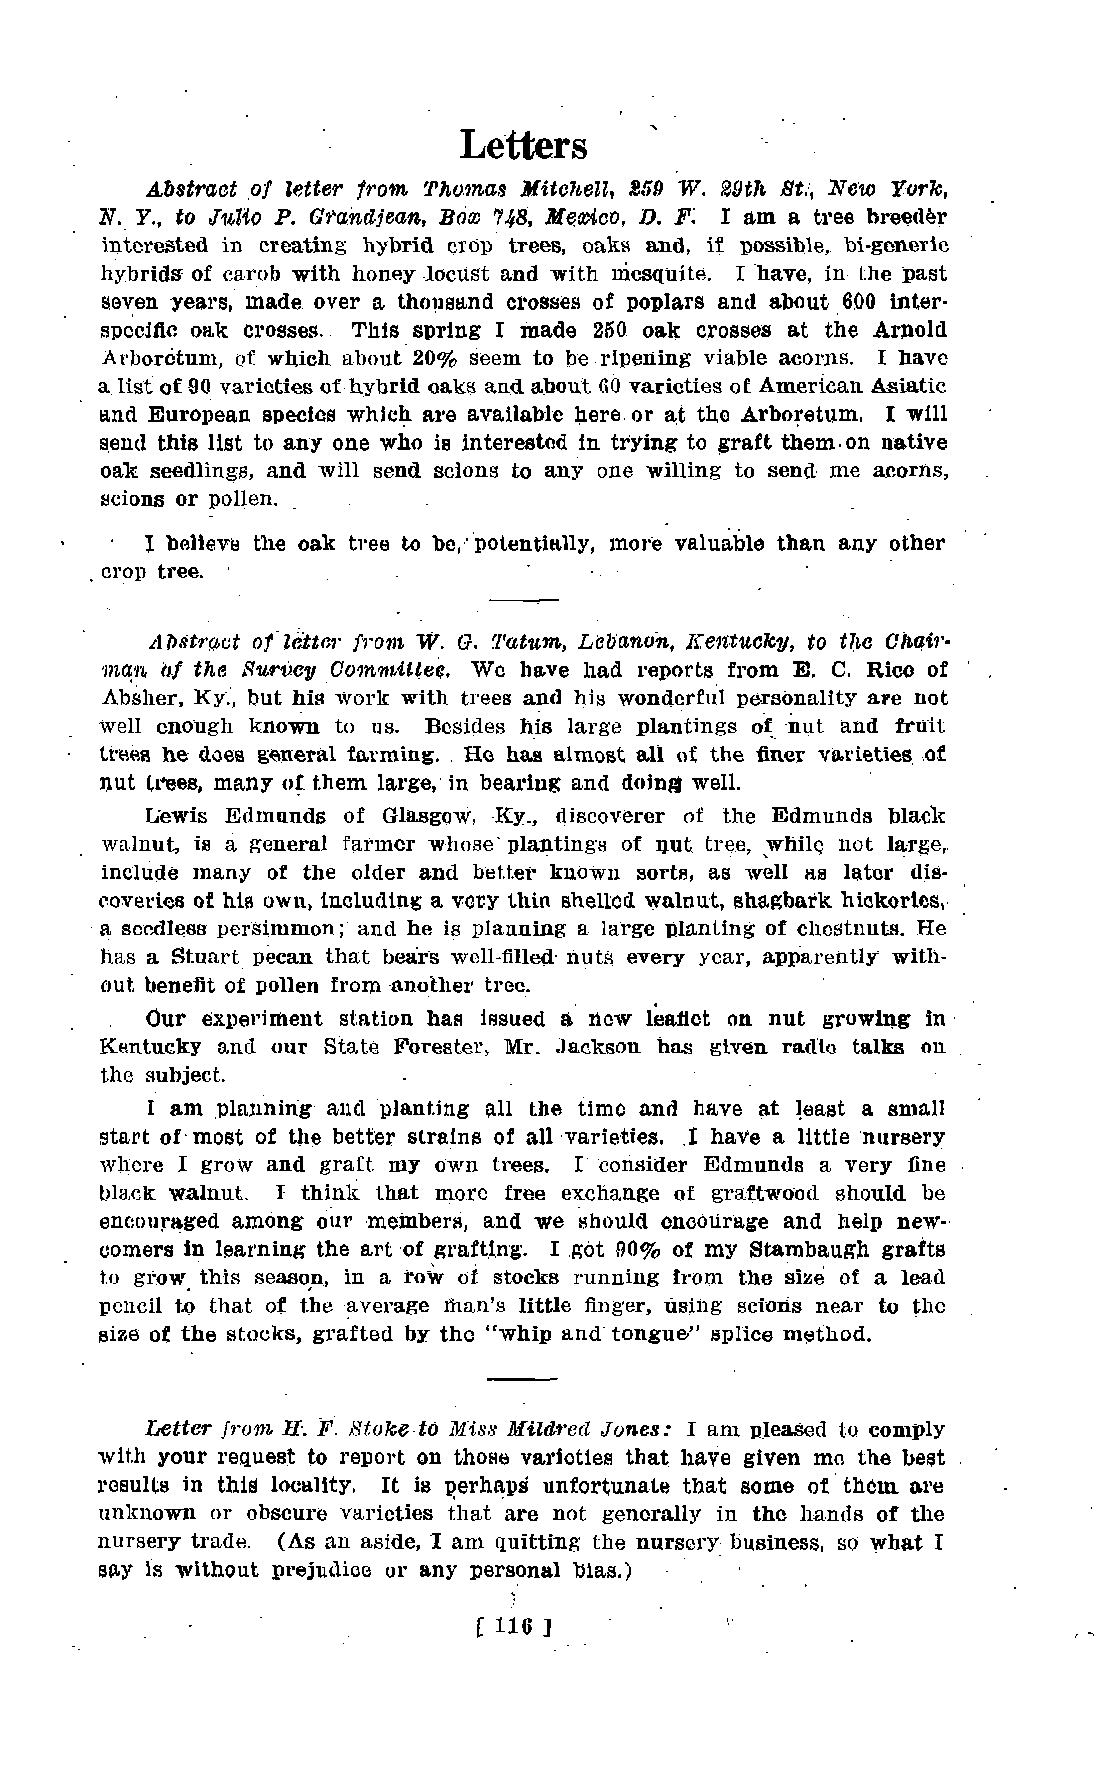 Letters
Abstract of letter from Thomas Mitchell, 259 W. 29th St., New York,
N. Y., to Julio P. Grandjean, Box 748, Mexico, D. F. I am a tree breeder
interested in creating hybrid crop trees, oaks and, if possible, bi-generic
hybrids of carob with honey locust and with mesquite. I have, in the past
seven years, made over a thousand crosses of poplars and about 600 inter-
specific oak crosses. This spring I made 250 oak crosses at the Arnold
Arboretum, of which about 20% seem to be ripening viable acorns. I have
a list of 90 varieties of hybrid oaks and about 60 varieties of American Asiatic
and European species which are available here or at the Arboretum. I will
send this list to any one who is interested in trying to graft them on native
oak seedlings, and will send scions to any one willing to send me acorns,
scions or pollen.
I believe the oak tree to be, potentially, more valuable than any other
crop tree.
Abstract of letter from W. G. Tatum, Lebanon, Kentucky, to the Chair-
man of the Survey Committee. We have had reports from E. C. Rice of
Absher, Ky., but his work with trees and his wonderful personality are not
well enough known to us. Besides his large plantings of nut and fruit
trees he does general farming. He has almost all of the finer varieties of
nut trees, many of them large, in bearing and doing well.
Lewis Edmunds of Glasgow, Ky., discoverer of the Edmunds black
walnut, is a general farmer whose plantings of nut tree, while not large,
include many of the older and better known sorts, as well as later dis-
coveries of his own, including a very thin shelled walnut, shagbark hickories,
a seedless persimmon; and he is planning a large planting of chestnuts. He
has a Stuart pecan that bears well-filled nuts every year, apparently with-
out benefit of pollen from another tree.
Our experiment station has issued a new leaflet on nut growing in
Kentucky and our State Forester, Mr. Jackson has given radio talks on
the subject.
I am planning and planting all the time and have at least a small
start of most of the better strains of all varieties. I have a little nursery
where I grow and graft my own trees. I consider Edmunds a very fine
black walnut. I think that more free exchange of graftwood should be
encouraged among our members, and we should encourage and help new-
comers in learning the art of grafting. I got 90% of my Stambaugh grafts
to grow this season, in a row of stocks running from the size of a lead
pencil to that of the average man's little finger, using scions near to the
size of the stocks, grafted by the "whip and tongue" splice method.
Letter from H. F. Stoke to Miss Mildred Jones: I am pleased to comply
with your request to report on those varieties that have given me the best
results in this locality. It is perhaps unfortunate that some of them are
unknown or obscure varieties that are not generally in the hands of the
nursery trade. (As an aside, I am quitting the nursery business, so what I
say is without prejudice or any personal bias.)
[ 116 ]